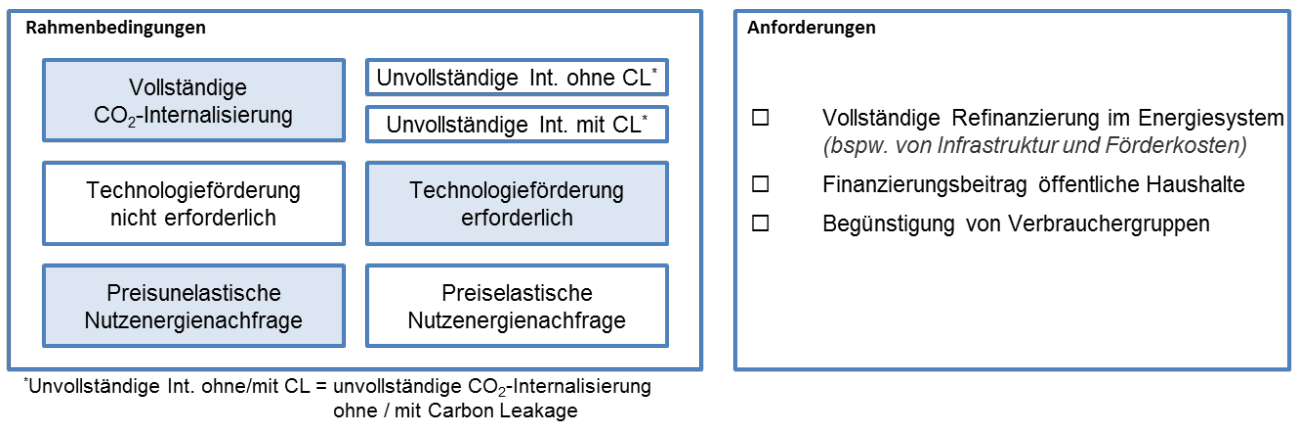 Rahmenbedingungen
Vollständige
CO₂-Internalisierung
Unvollständige Int. ohne CL*
Unvollständige Int. mit CL*
Technologieförderung
nicht erforderlich
Technologieförderung
erforderlich
Preisunelastische
Nutzenergienachfrage
Preiselastische
Nutzenergienachfrage
*Unvollständige Int. ohne/mit CL = unvollständige CO₂-Internalisierung
ohne / mit Carbon Leakage
Anforderungen
☐ Vollständige Refinanzierung im Energiesystem
(bspw. von Infrastruktur und Förderkosten)
☐ Finanzierungsbeitrag öffentliche Haushalte
☐ Begünstigung von Verbrauchergruppen